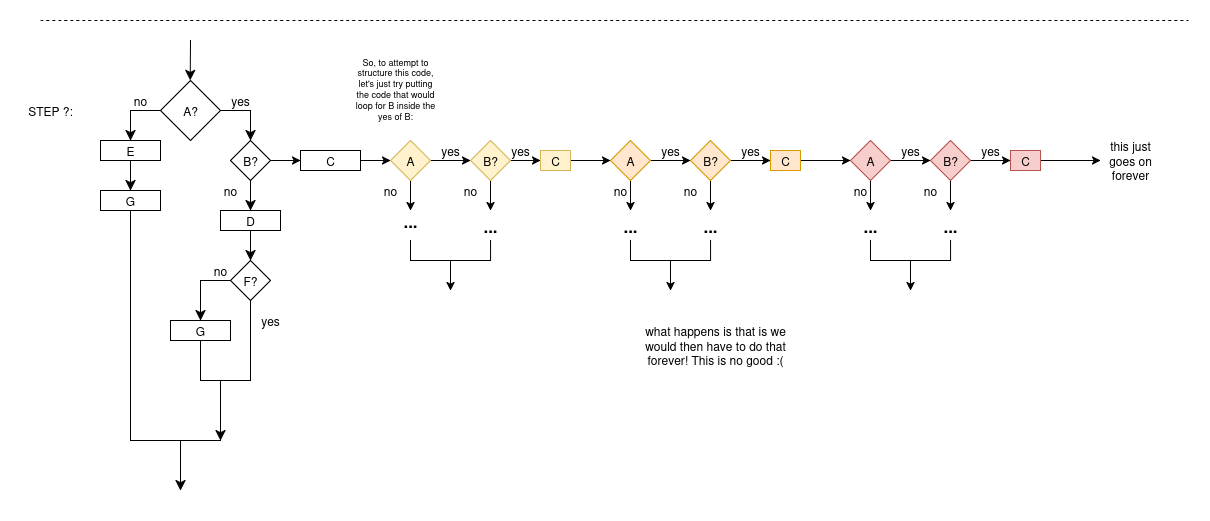 So, to attempt to
structure this code,
let's just try putting
the code that would
loop for B inside the
yes of B:
STEP ?:
no
A?
yes
E
G
B?
C
no
D
no
F?
G
yes
A
yes
B?
yes
C
no
no
...
...
A
yes
B?
yes
C
no
no
...
...
A
yes
B?
yes
C
no
no
...
...
this just
goes on
forever
what happens is that is we
would then have to do that
forever! This is no good :(